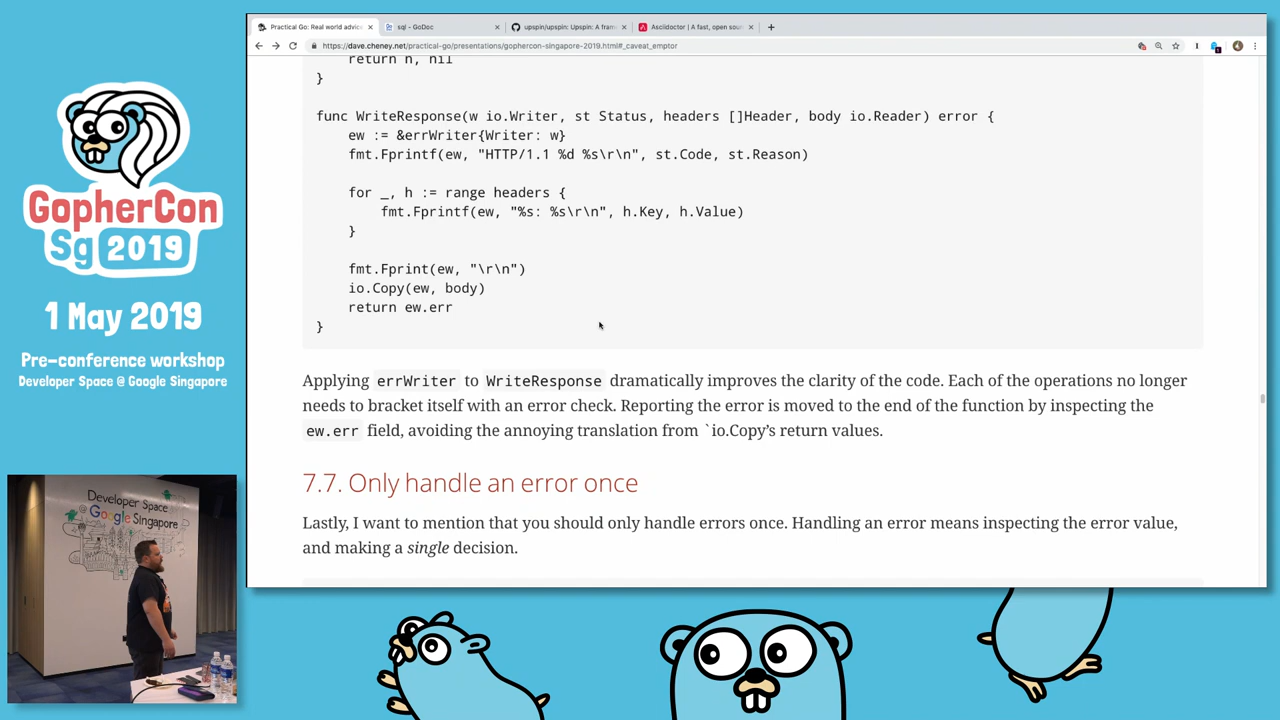 GopherCon
Sg 2019
1 May 2019
Pre-conference workshop
Developer Space @ Google Singapore
Developer Space
@ Google Singapore
Practical Go: Real world advic
sql - GoDoc
upspin/upspin: Upspin: A fram
Asciidoctor | A fast, open sour
https://dave.cheney.net/practical-go/presentations/gophercon-singapore-2019.html#_caveat_emptor
return n, nil
}
func WriteResponse(w io.Writer, st Status, headers []Header, body io.Reader) error {
ew := &errWriter{Writer: w}
fmt.Fprintf(ew, "HTTP/1.1 %d %s\r\n", st.Code, st.Reason)
for _, h := range headers {
fmt.Fprintf(ew, "%s: %s\r\n", h.Key, h.Value)
}
fmt.Fprint(ew, "\r\n")
io.Copy(ew, body)
return ew.err
}
Applying errWriter to WriteResponse dramatically improves the clarity of the code. Each of the operations no longer
needs to bracket itself with an error check. Reporting the error is moved to the end of the function by inspecting the
ew.err field, avoiding the annoying translation from `io.Copy’s return values.
7.7. Only handle an error once
Lastly, I want to mention that you should only handle errors once. Handling an error means inspecting the error value,
and making a single decision.